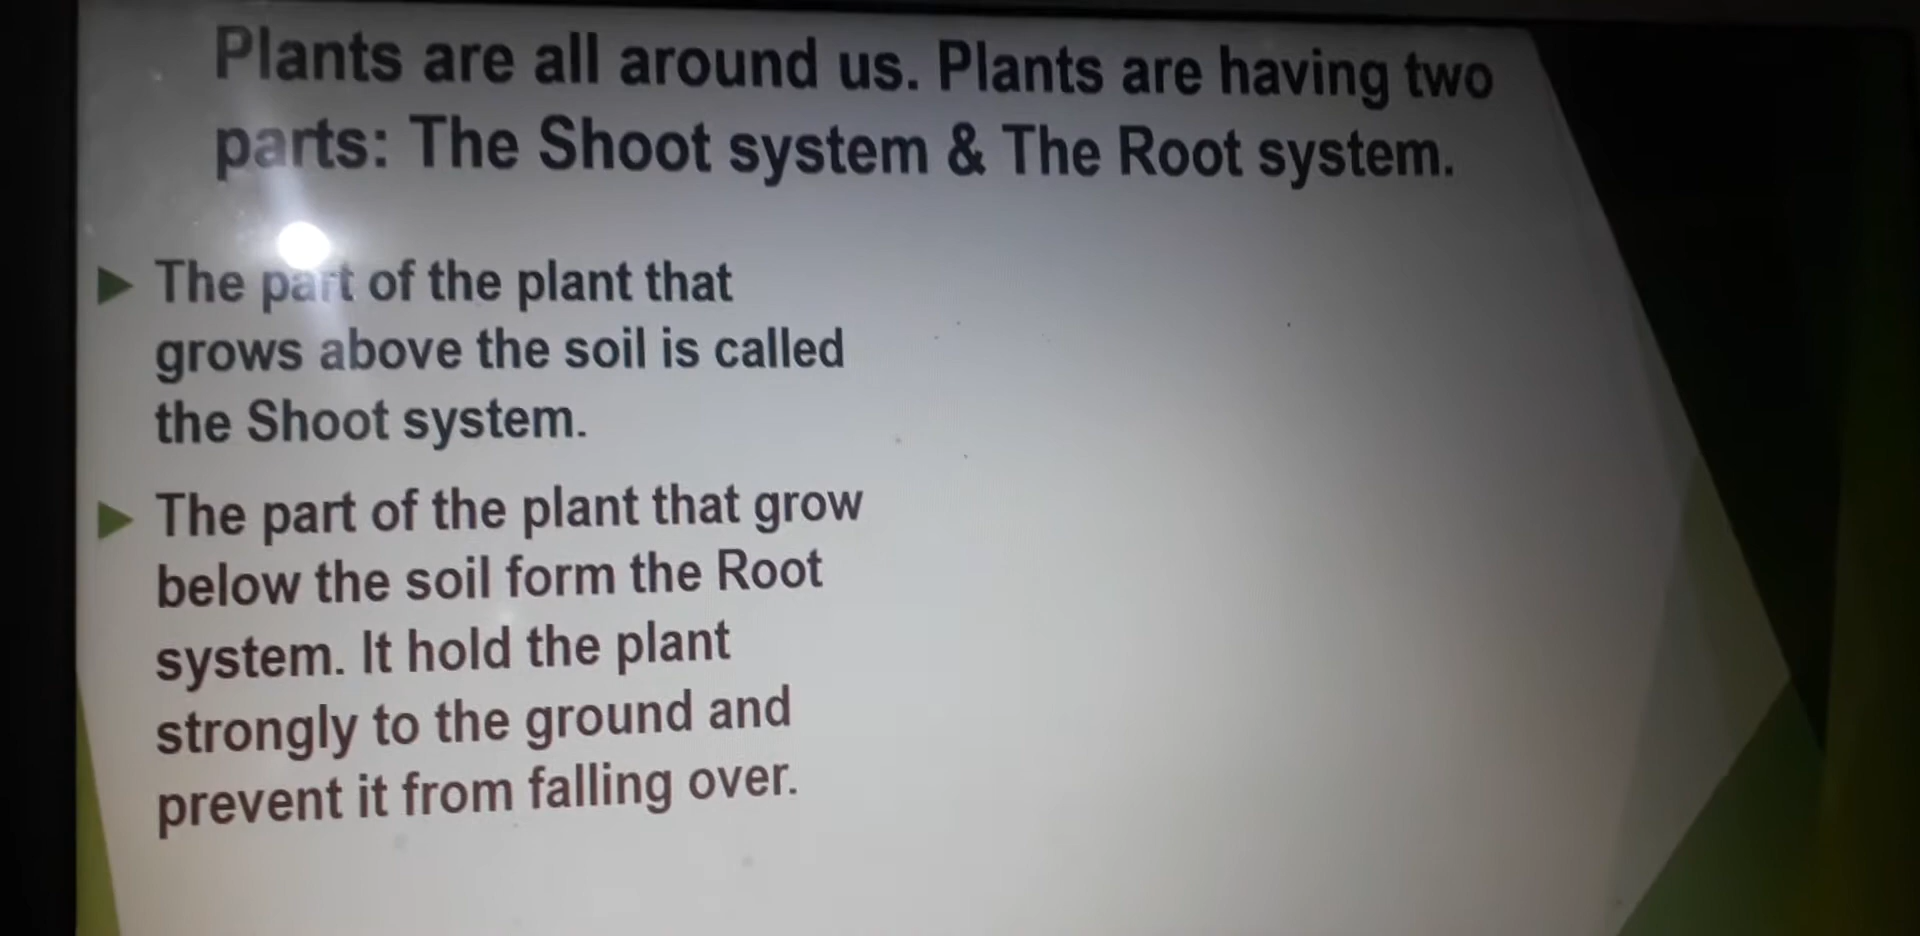 Plants are all around us. Plants are having two
parts: The Shoot system & The Root system.
The part of the plant that
grows above the soil is called
the Shoot system.
The part of the plant that grow
below the soil form the Root
system. It hold the plant
strongly to the ground and
prevent it from falling over.